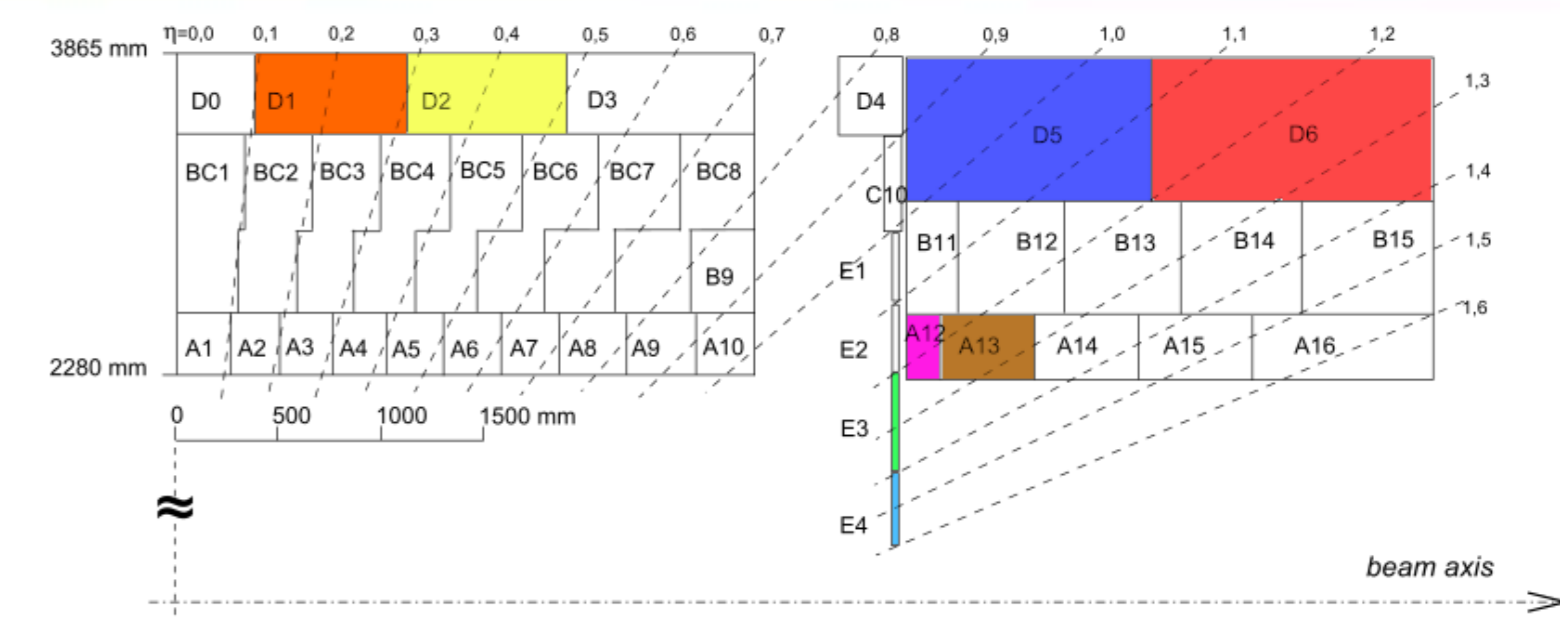 η=0,0 0,1 0,2 0,3 0,4 0,5 0,6 0,7 0,8 0,9 1,0 1,1 1,2
3865 mm
1,3
D0 D1 D2 D3 D4 D5 D6
BC1 BC2 BC3 BC4 BC5 BC6 BC7 BC8
1,4
C10
B11 B12 B13 B14 B15
1,5
B9 E1
1,6
A1 A2 A3 A4 A5 A6 A7 A8 A9 A10 E2 A12 A13 A14 A15 A16
2280 mm
0 500 1000 1500 mm
E3
≈
E4
beam axis